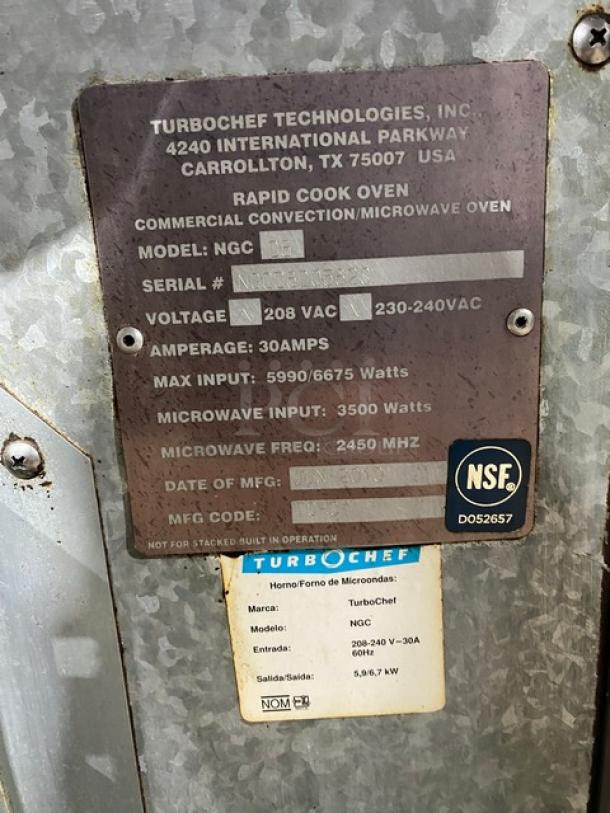 TURBOCHEF TECHNOLOGIES, INC.
4240 INTERNATIONAL PARKWAY
CARROLLTON, TX 75007 USA
RAPID COOK OVEN
COMMERCIAL CONVECTION/MICROWAVE OVEN
MODEL: NGC
SERIAL #
VOLTAGE X 208 VAC X 230-240VAC
AMPERAGE: 30AMPS
MAX INPUT: 5990/6675 Watts
MICROWAVE INPUT: 3500 Watts
MICROWAVE FREQ: 2450 MHZ
DATE OF MFG: JUN
MFG CODE:
NSF®
D052657
NOT FOR STACKED BUILT IN OPERATION
PCI
TURBOCHEF
Horno/Forno de Microondas:
Marca: TurboChef
Modelo: NGC
Entrada: 208-240 V~30A
60Hz
Salida/Saída: 5,9/6,7 kW
NOM